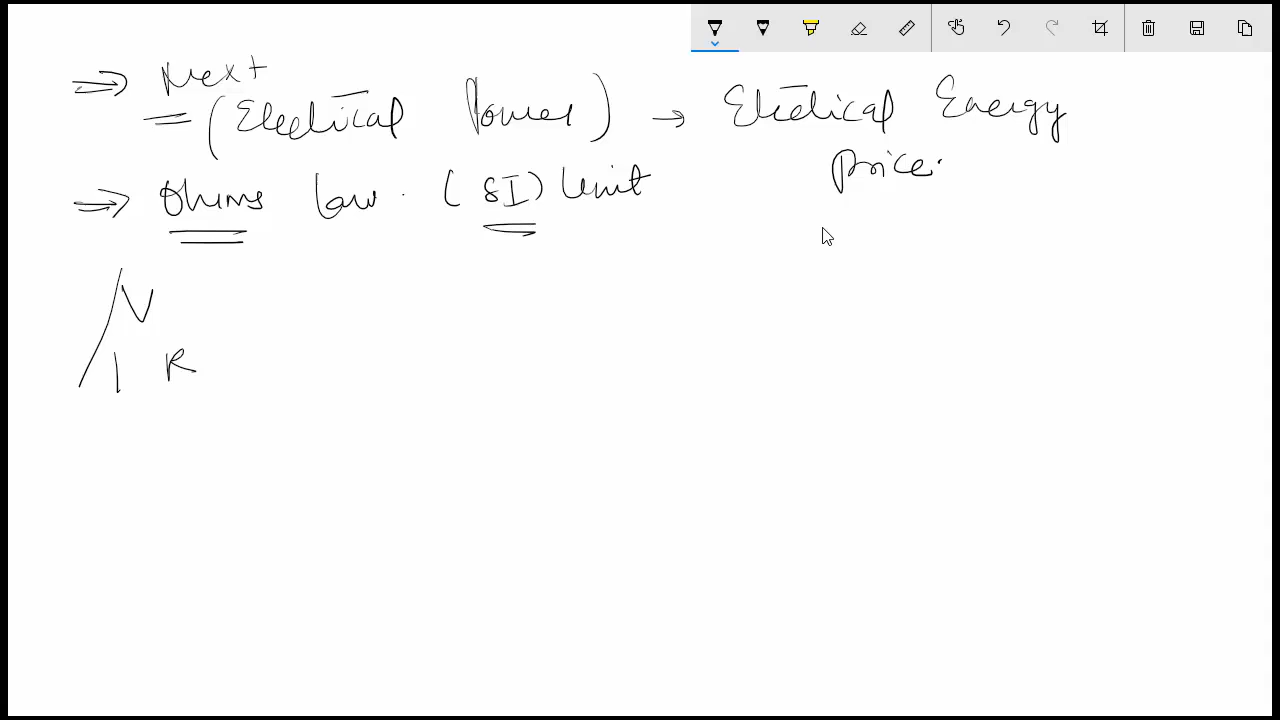 ⇒ Next
= (Electrical Power) → Electrical Energy
price.
⇒ Ohms law. (SI) Unit
V
I R